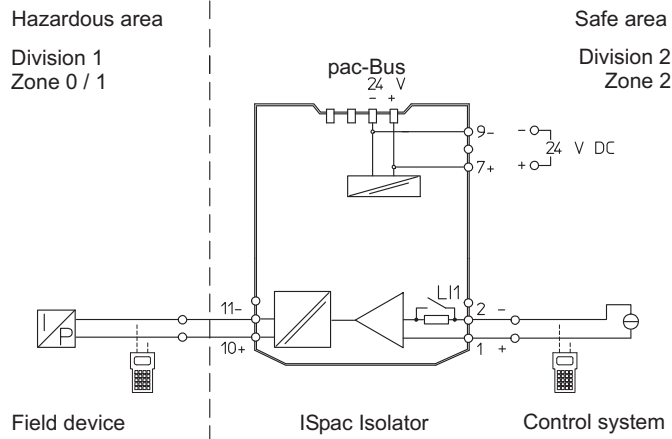 Hazardous area
Safe area
Division 1
Zone 0 / 1
Division 2
Zone 2
pac-Bus
24 V
- +
9-
7+
-
+
24 V DC
LI1
11-
10+
2 -
1 +
I
P
Field device
ISpac Isolator
Control system